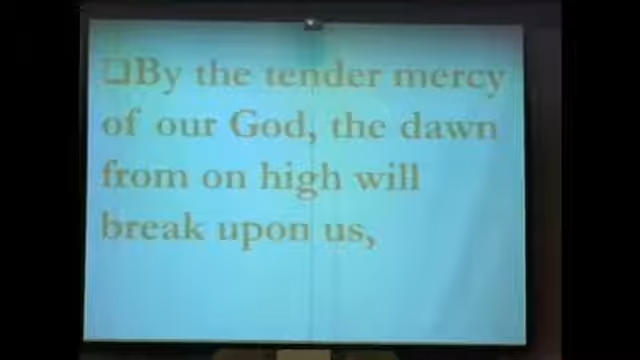 ❑By the tender mercy
of our God, the dawn
from on high will
break upon us,